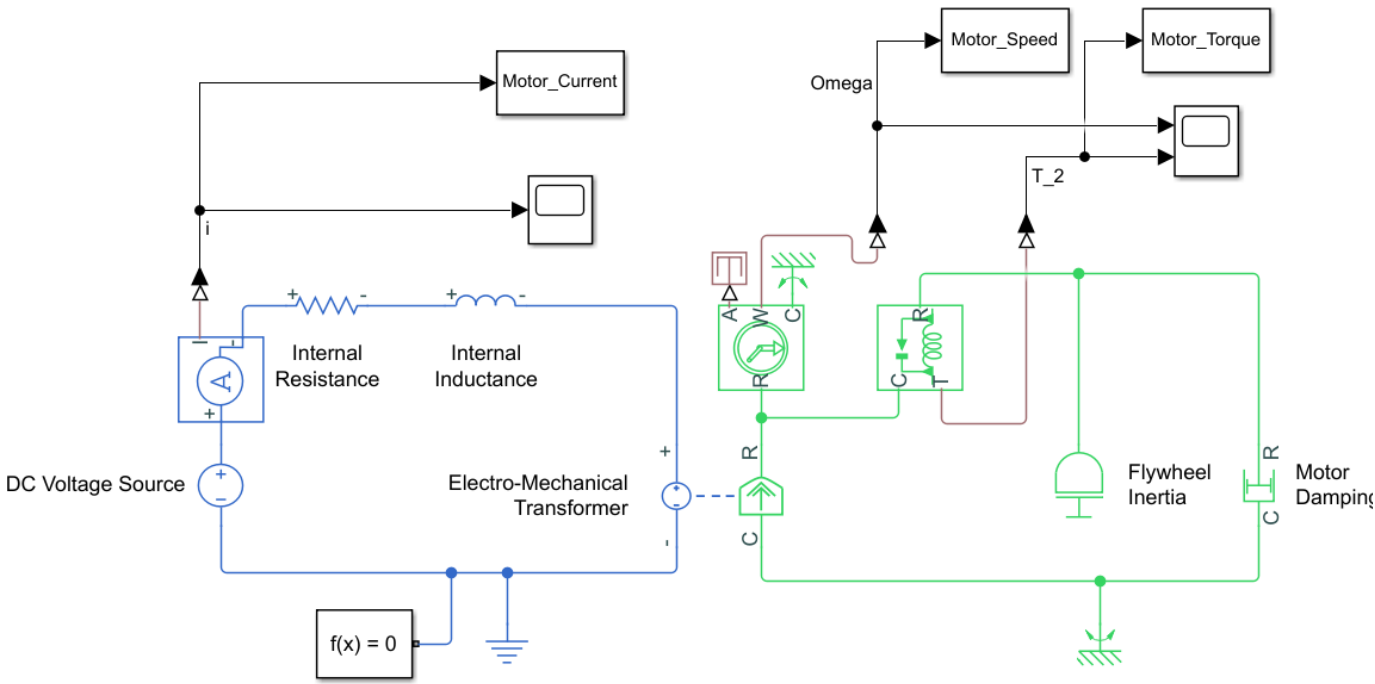 Motor_Speed
Motor_Torque
Motor_Current
Omega
T_2
i
A
W
C
R
I
-
+
-
+
-
R
A
+
Internal
Resistance
Internal
Inductance
R
C
T
DC Voltage Source
+
-
Electro-Mechanical
Transformer
+
+
-
-
R
C
Flywheel
Inertia
R
C
Motor
Damping
f(x) = 0